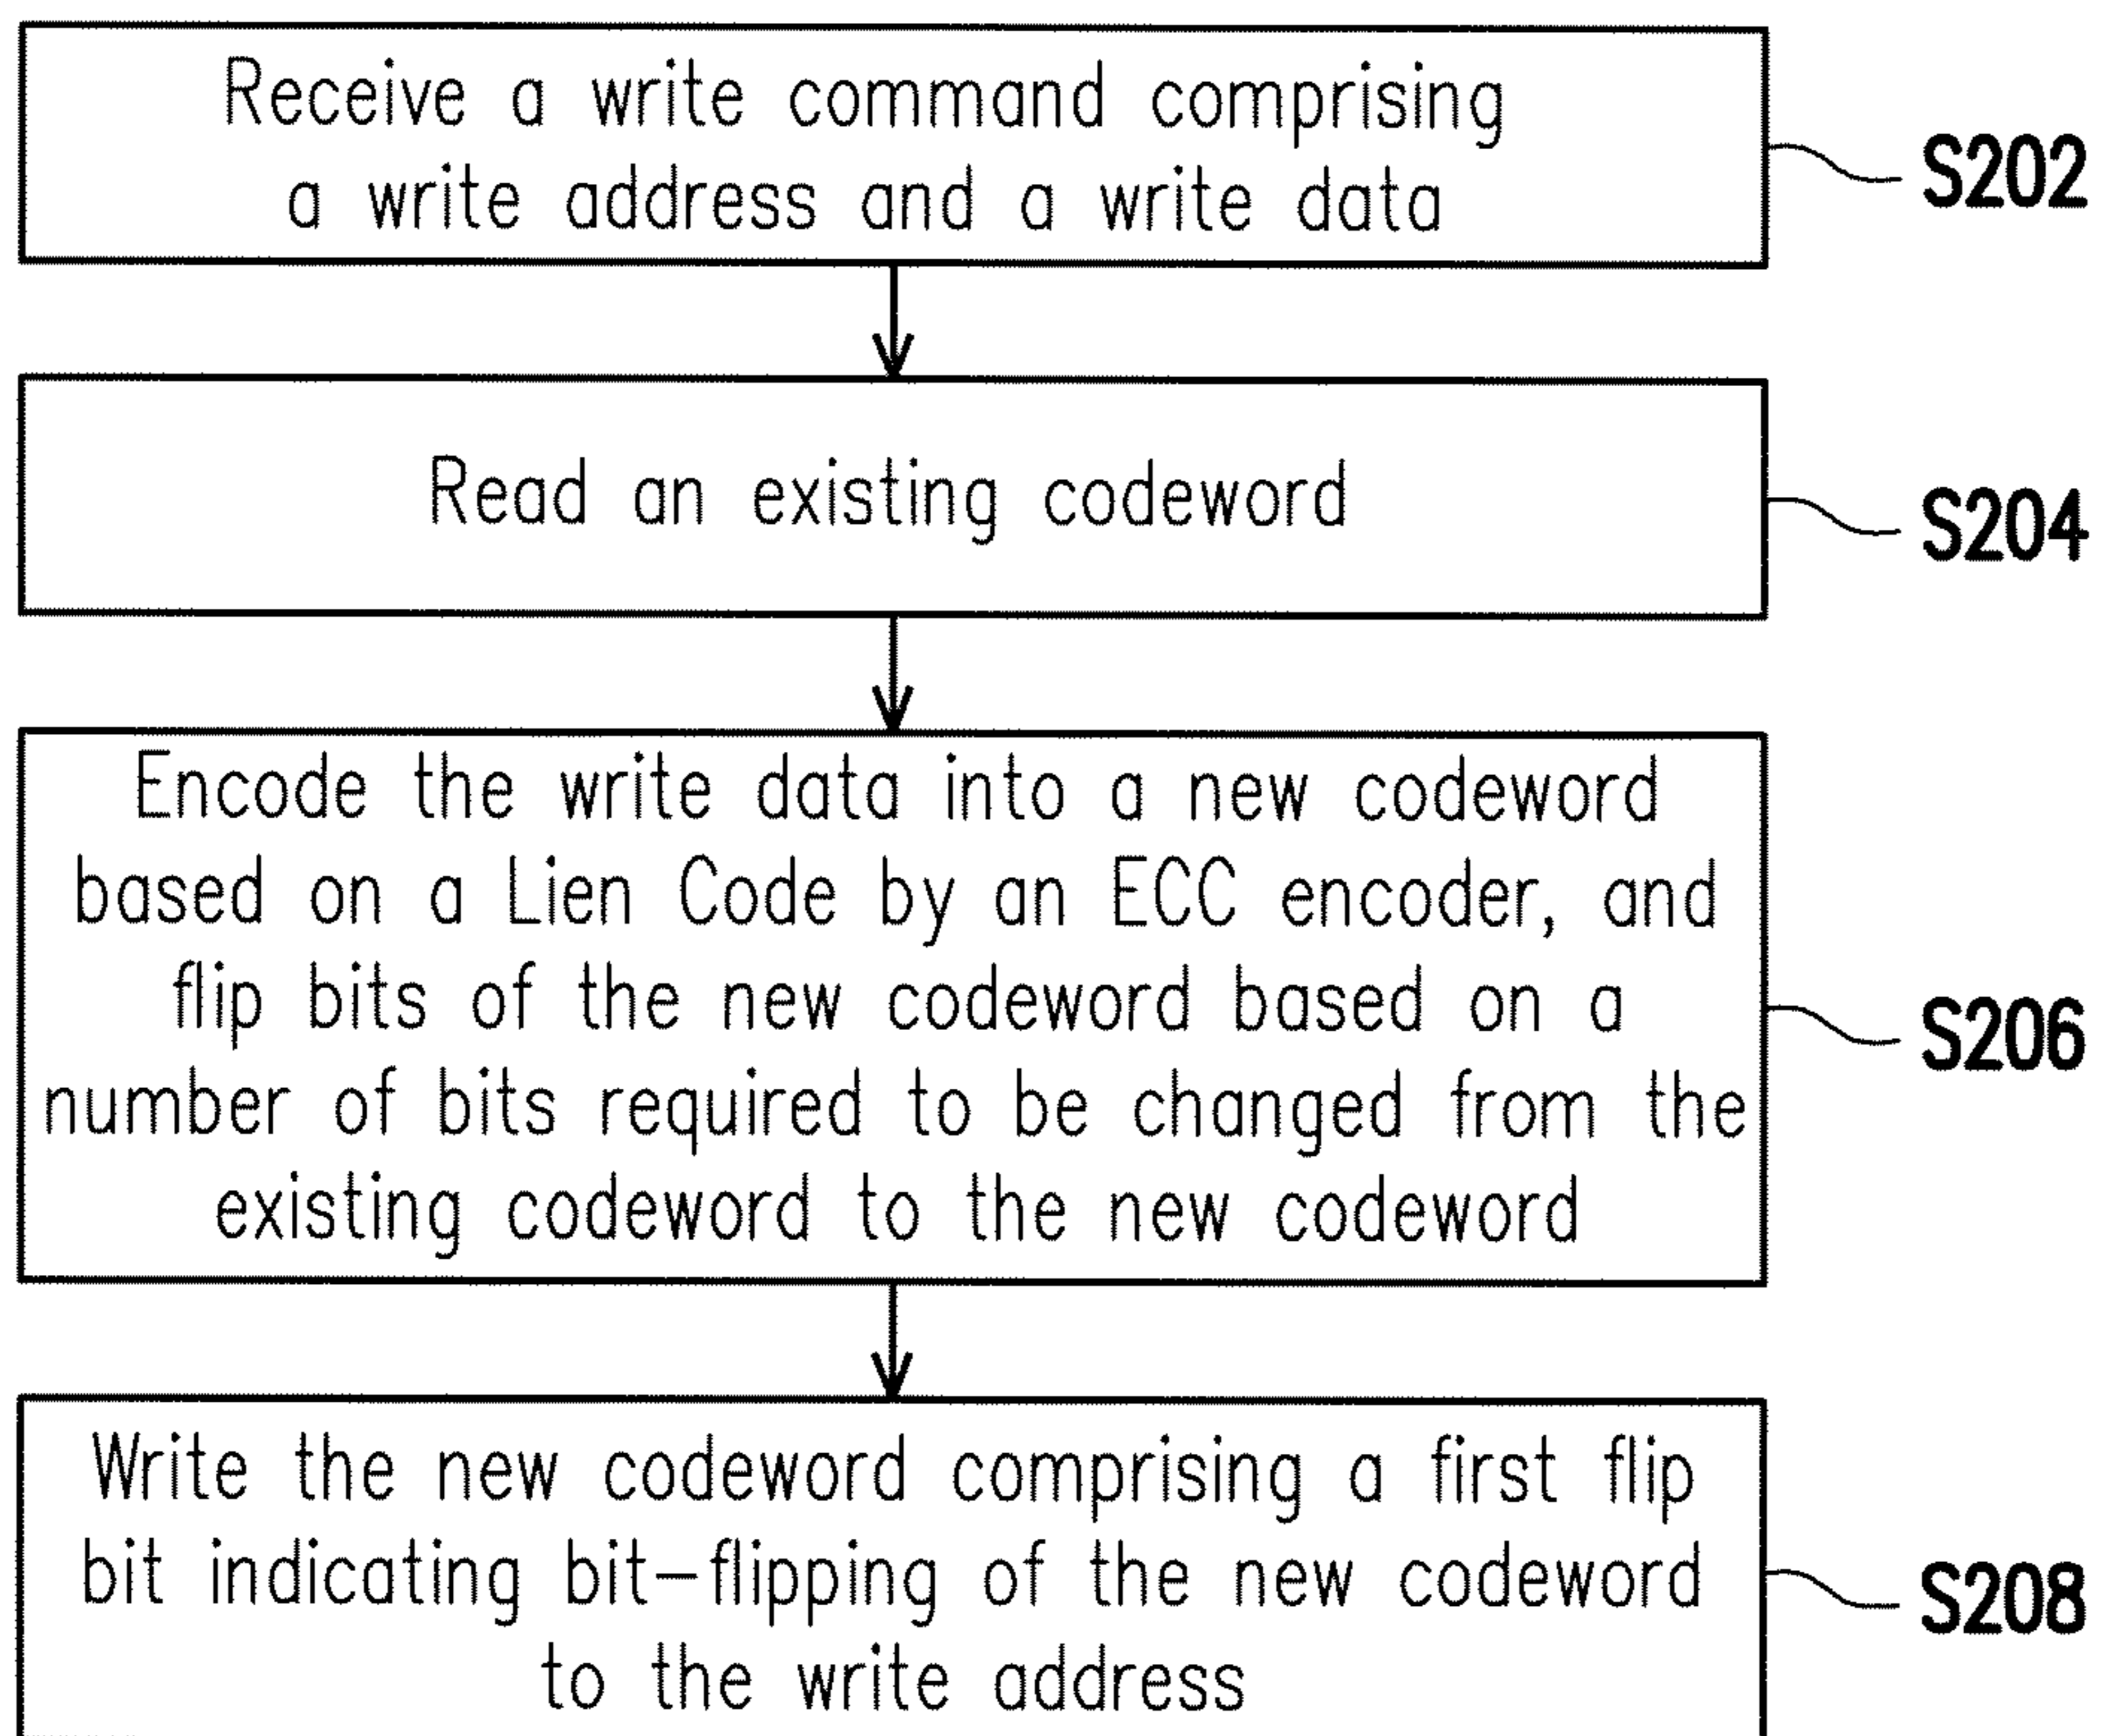 Receive a write command comprising
a write address and a write data
S202
Read an existing codeword
S204
Encode the write data into a new codeword
based on a Lien Code by an ECC encoder, and
flip bits of the new codeword based on a
number of bits required to be changed from the
existing codeword to the new codeword
S206
Write the new codeword comprising a first flip
bit indicating bit-flipping of the new codeword
to the write address
S208